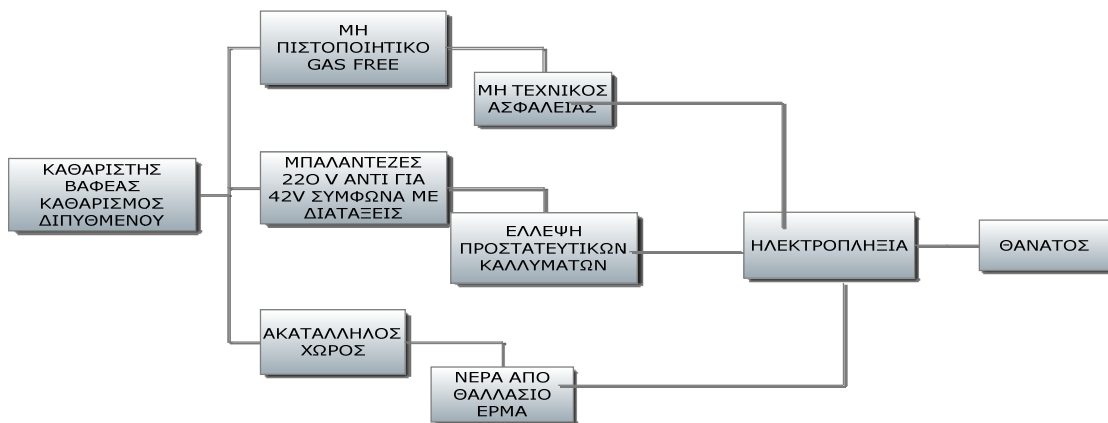 ΜΗ
ΠΙΣΤΟΠΟΙΗΤΙΚΟ
GAS FREE
ΜΗ ΤΕΧΝΙΚΟΣ
ΑΣΦΑΛΕΙΑΣ
ΚΑΘΑΡΙΣΤΗΣ
ΒΑΦΕΑΣ
ΚΑΘΑΡΙΣΜΟΣ
ΔΙΠΥΘΜΕΝΟΥ
ΜΠΑΛΑΝΤΕΖΕΣ
22Ο V ΑΝΤΙ ΓΙΑ
42V ΣΥΜΦΩΝΑ ΜΕ
ΔΙΑΤΑΞΕΙΣ
ΕΛΛΕΨΗ
ΠΡΟΣΤΑΤΕΥΤΙΚΩΝ
ΚΑΛΛΥΜΑΤΩΝ
ΗΛΕΚΤΡΟΠΛΗΞΙΑ
ΘΑΝΑΤΟΣ
ΑΚΑΤΑΛΛΗΛΟΣ
ΧΩΡΟΣ
ΝΕΡΑ ΑΠΟ
ΘΑΛΛΑΣΙΟ
ΕΡΜΑ